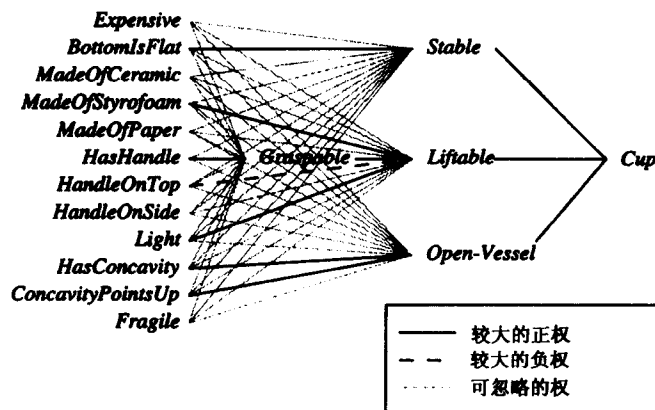 Expensive
BottomIsFlat
MadeOfCeramic
MadeOfStyrofoam
MadeOfPaper
HasHandle
HandleOnTop
HandleOnSide
Light
HasConcavity
ConcavityPointsUp
Fragile
Graspable
Stable
Liftable
Open-Vessel
Cup
较大的正权
较大的负权
可忽略的权